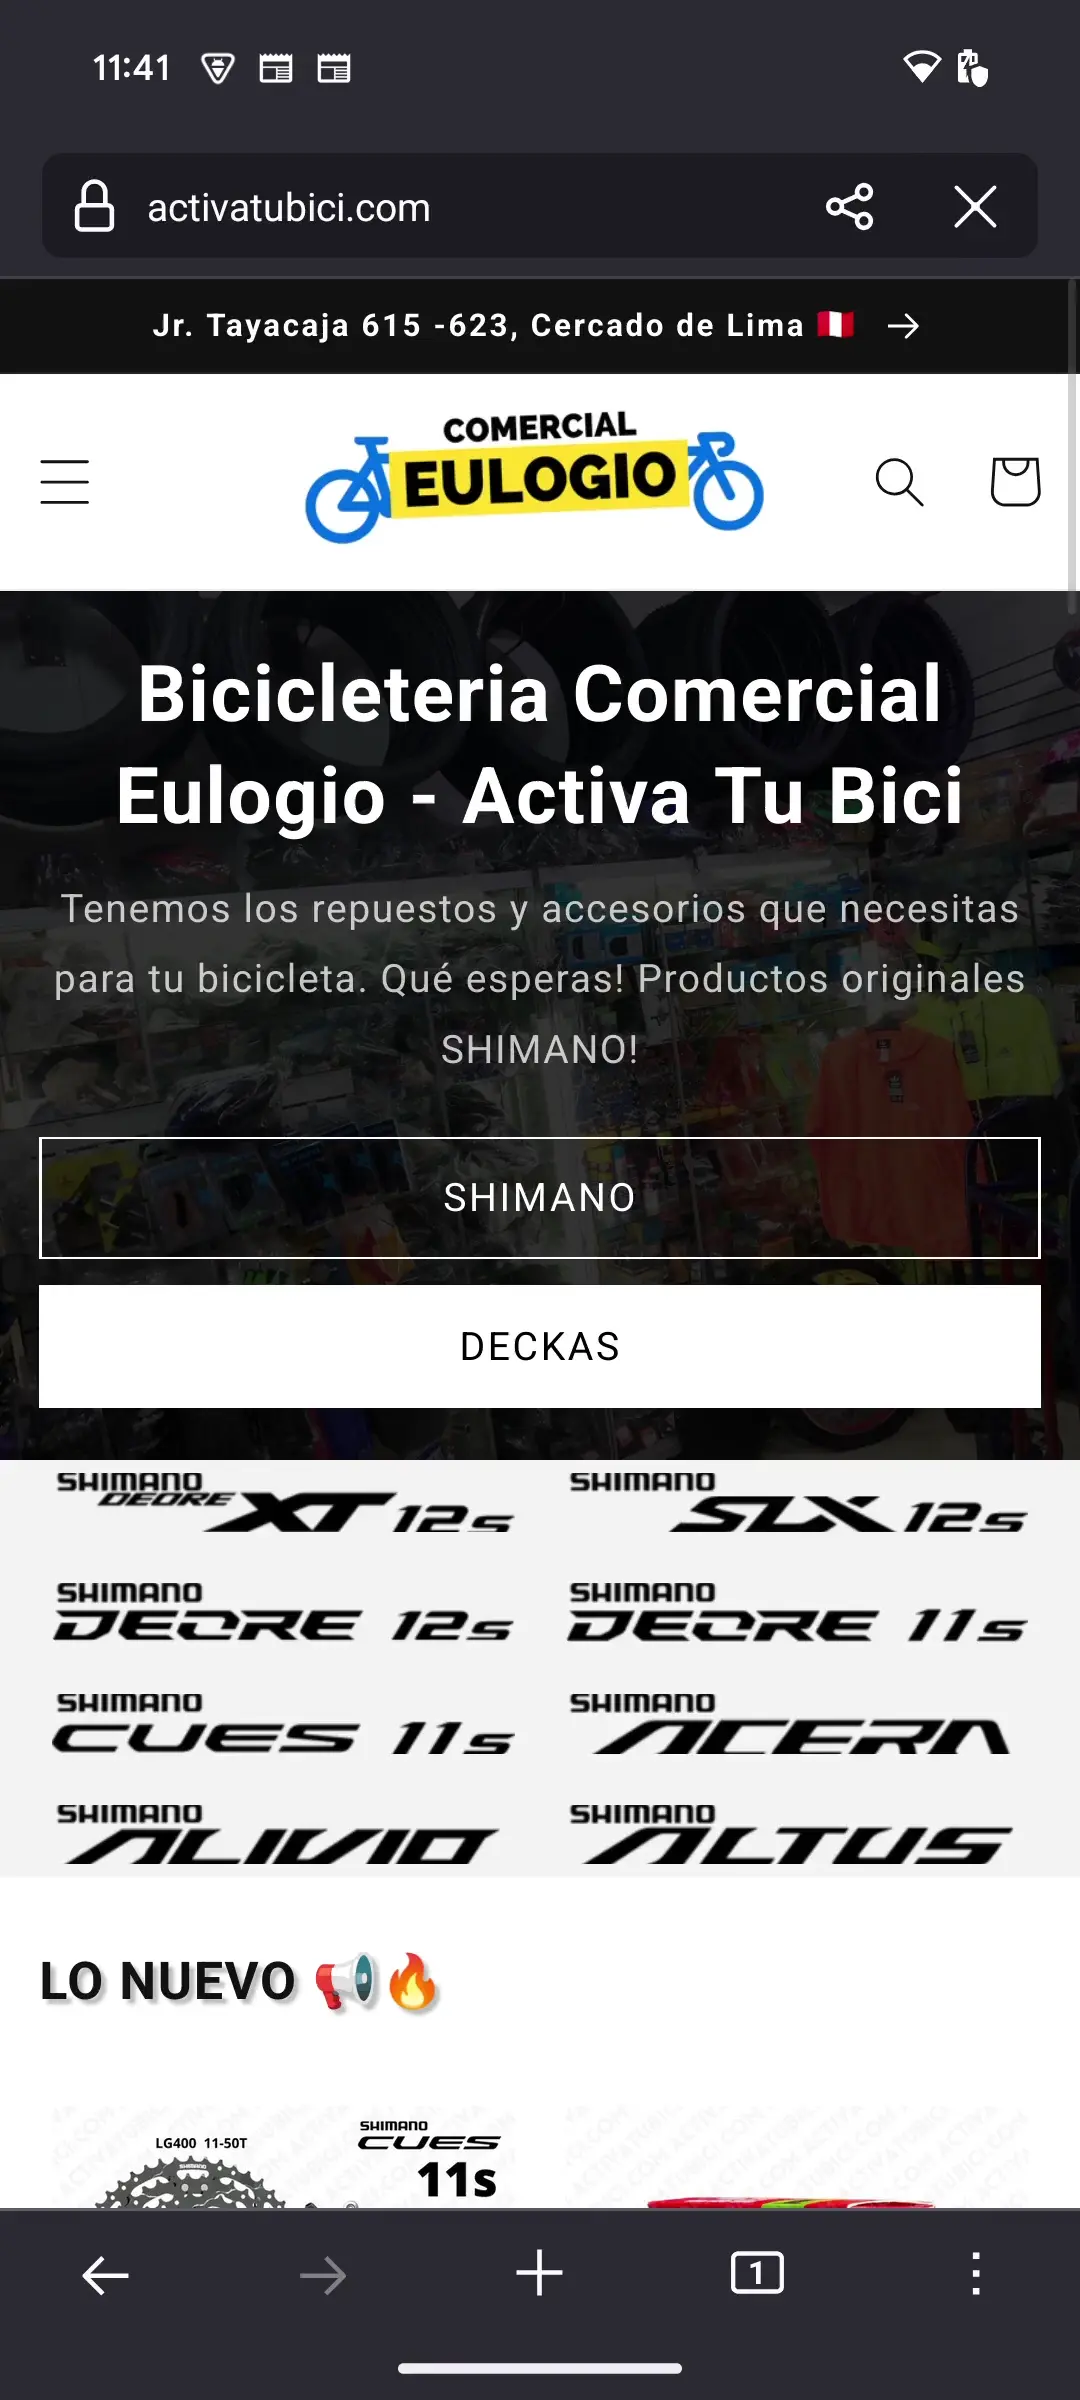 11:41
activatubici.com
Jr. Tayacaja 615 -623, Cercado de Lima 🇵🇪 →
COMERCIAL
EULOGIO
Bicicleteria Comercial
Eulogio - Activa Tu Bici
Tenemos los repuestos y accesorios que necesitas
para tu bicicleta. Qué esperas! Productos originales
SHIMANO!
SHIMANO
DECKAS
SHIMANO
DEORE XT 12s
SHIMANO
SLX 12s
SHIMANO
DEORE 12s
SHIMANO
DEORE 11s
SHIMANO
CUES 11s
SHIMANO
ACERA
SHIMANO
ALIVIO
SHIMANO
ALTUS
LO NUEVO 📢🔥
LG400 11-50T
SHIMANO
CUES
11s
1